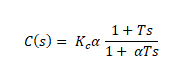 C(s) = K_c α (1 + Ts) / (1 + αTs)